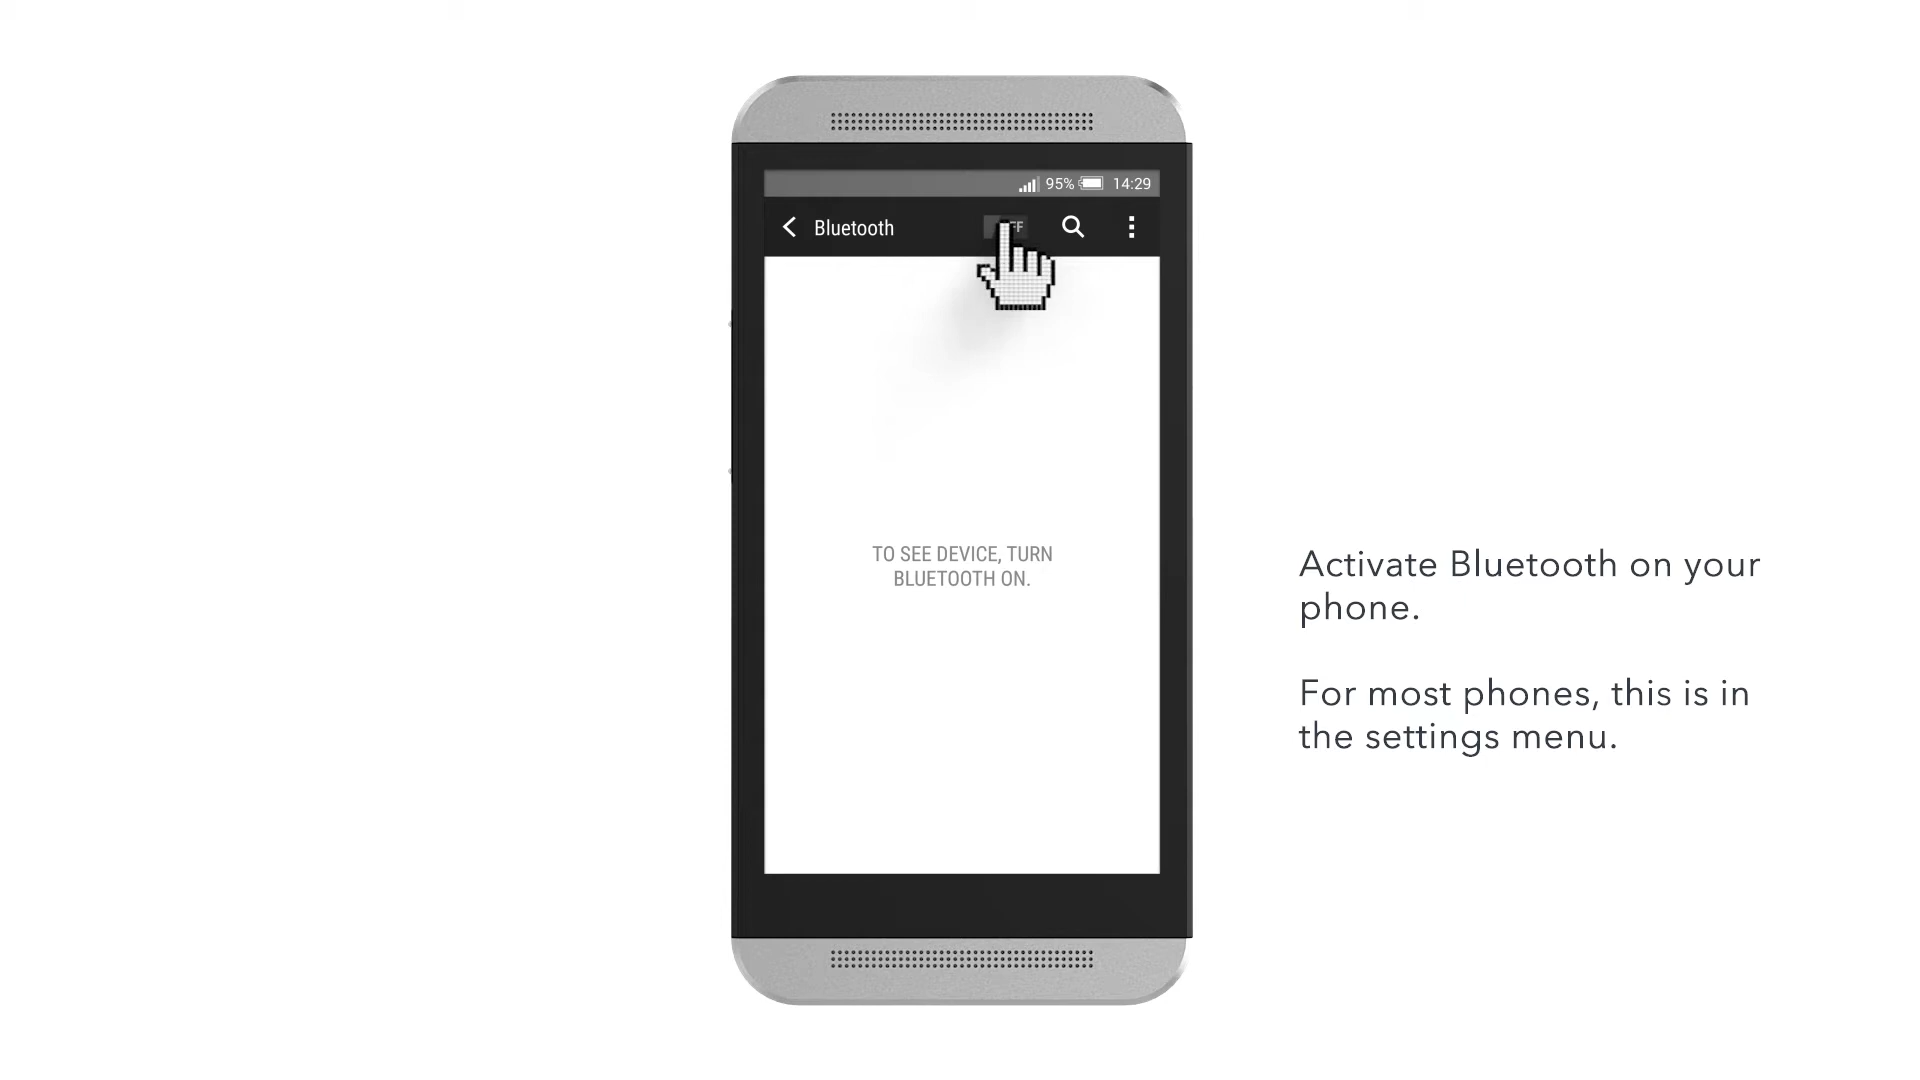 95% 14:29
Bluetooth
TO SEE DEVICE, TURN
BLUETOOTH ON.
Activate Bluetooth on your
phone.
For most phones, this is in
the settings menu.